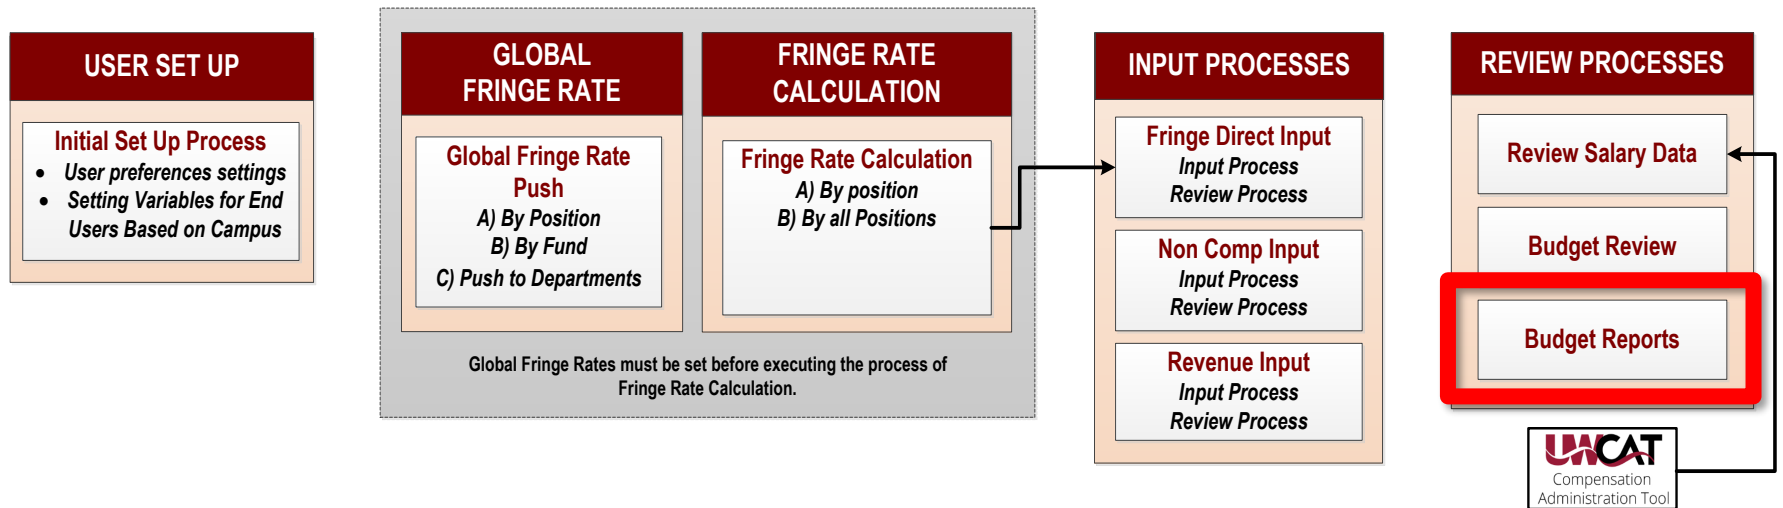 USER SET UP
Initial Set Up Process
• User preferences settings
• Setting Variables for End
Users Based on Campus
GLOBAL
FRINGE RATE
Global Fringe Rate
Push
A) By Position
B) By Fund
C) Push to Departments
FRINGE RATE
CALCULATION
Fringe Rate Calculation
A) By position
B) By all Positions
Global Fringe Rates must be set before executing the process of
Fringe Rate Calculation.
INPUT PROCESSES
Fringe Direct Input
Input Process
Review Process
Non Comp Input
Input Process
Review Process
Revenue Input
Input Process
Review Process
REVIEW PROCESSES
Review Salary Data
Budget Review
Budget Reports
UWCAT
Compensation
Administration Tool